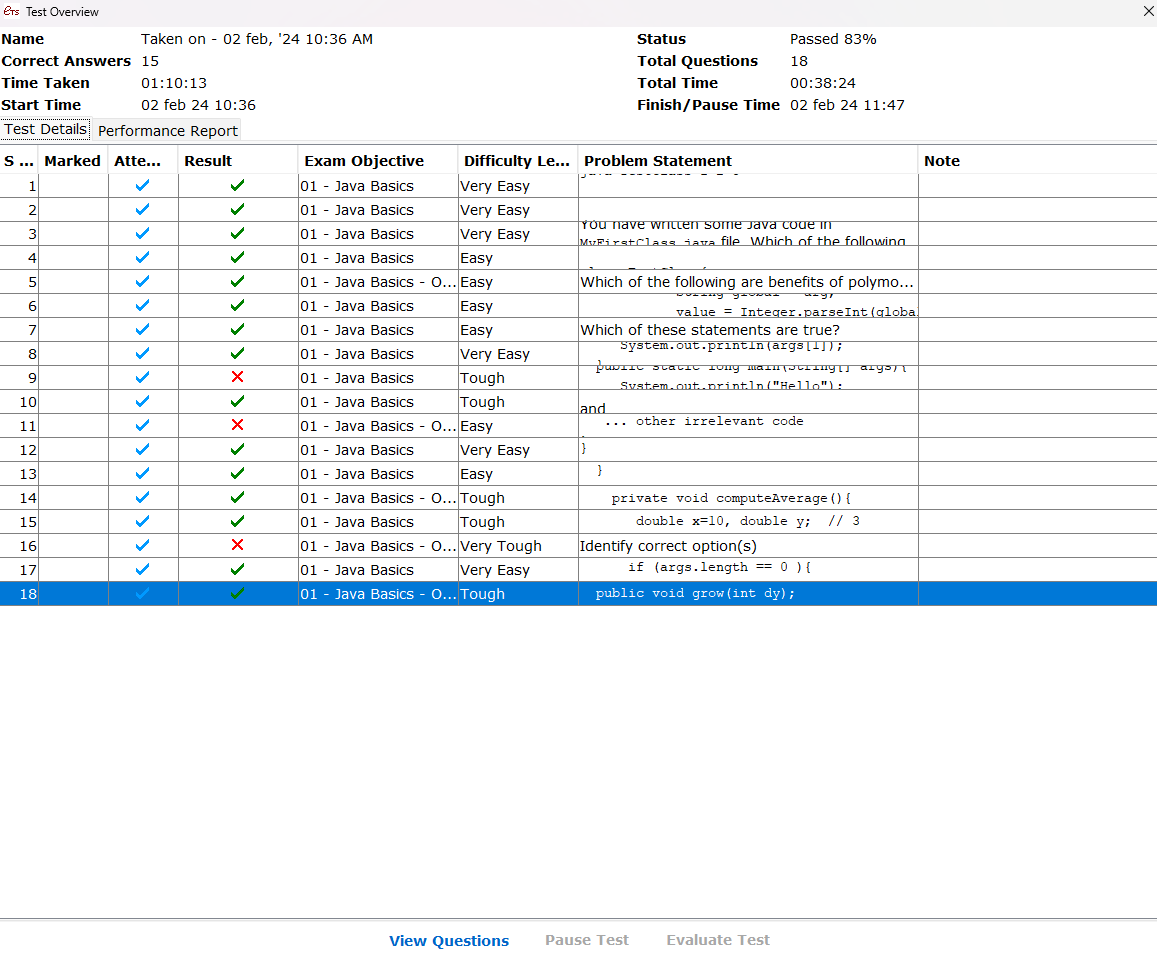 ETS Test Overview
Name Taken on - 02 feb, '24 10:36 AM Status Passed 83%
Correct Answers 15 Total Questions 18
Time Taken 01:10:13 Total Time 00:38:24
Start Time 02 feb 24 10:36 Finish/Pause Time 02 feb 24 11:47
Test Details Performance Report
S ... Marked Atte... Result Exam Objective Difficulty Le... Problem Statement Note
1 01 - Java Basics Very Easy
2 01 - Java Basics Very Easy
3 01 - Java Basics Very Easy You have written some Java code in
MyFirstClass.java file. Which of the following
4 01 - Java Basics Easy
5 01 - Java Basics - O... Easy Which of the following are benefits of polymo...
6 01 - Java Basics Easy String global = arg;
value = Integer.parseInt(global
7 01 - Java Basics Easy Which of these statements are true?
8 01 - Java Basics Very Easy System.out.println(args[1]);
9 01 - Java Basics Tough public static long main(String[] args){
System.out.println("Hello");
10 01 - Java Basics Tough and
11 01 - Java Basics - O... Easy ... other irrelevant code
12 01 - Java Basics Very Easy }
13 01 - Java Basics Easy }
14 01 - Java Basics - O... Tough private void computeAverage(){
15 01 - Java Basics Tough double x=10, double y;  // 3
16 01 - Java Basics - O... Very Tough Identify correct option(s)
17 01 - Java Basics Very Easy if (args.length == 0 ){
18 01 - Java Basics - O... Tough public void grow(int dy);
View Questions Pause Test Evaluate Test